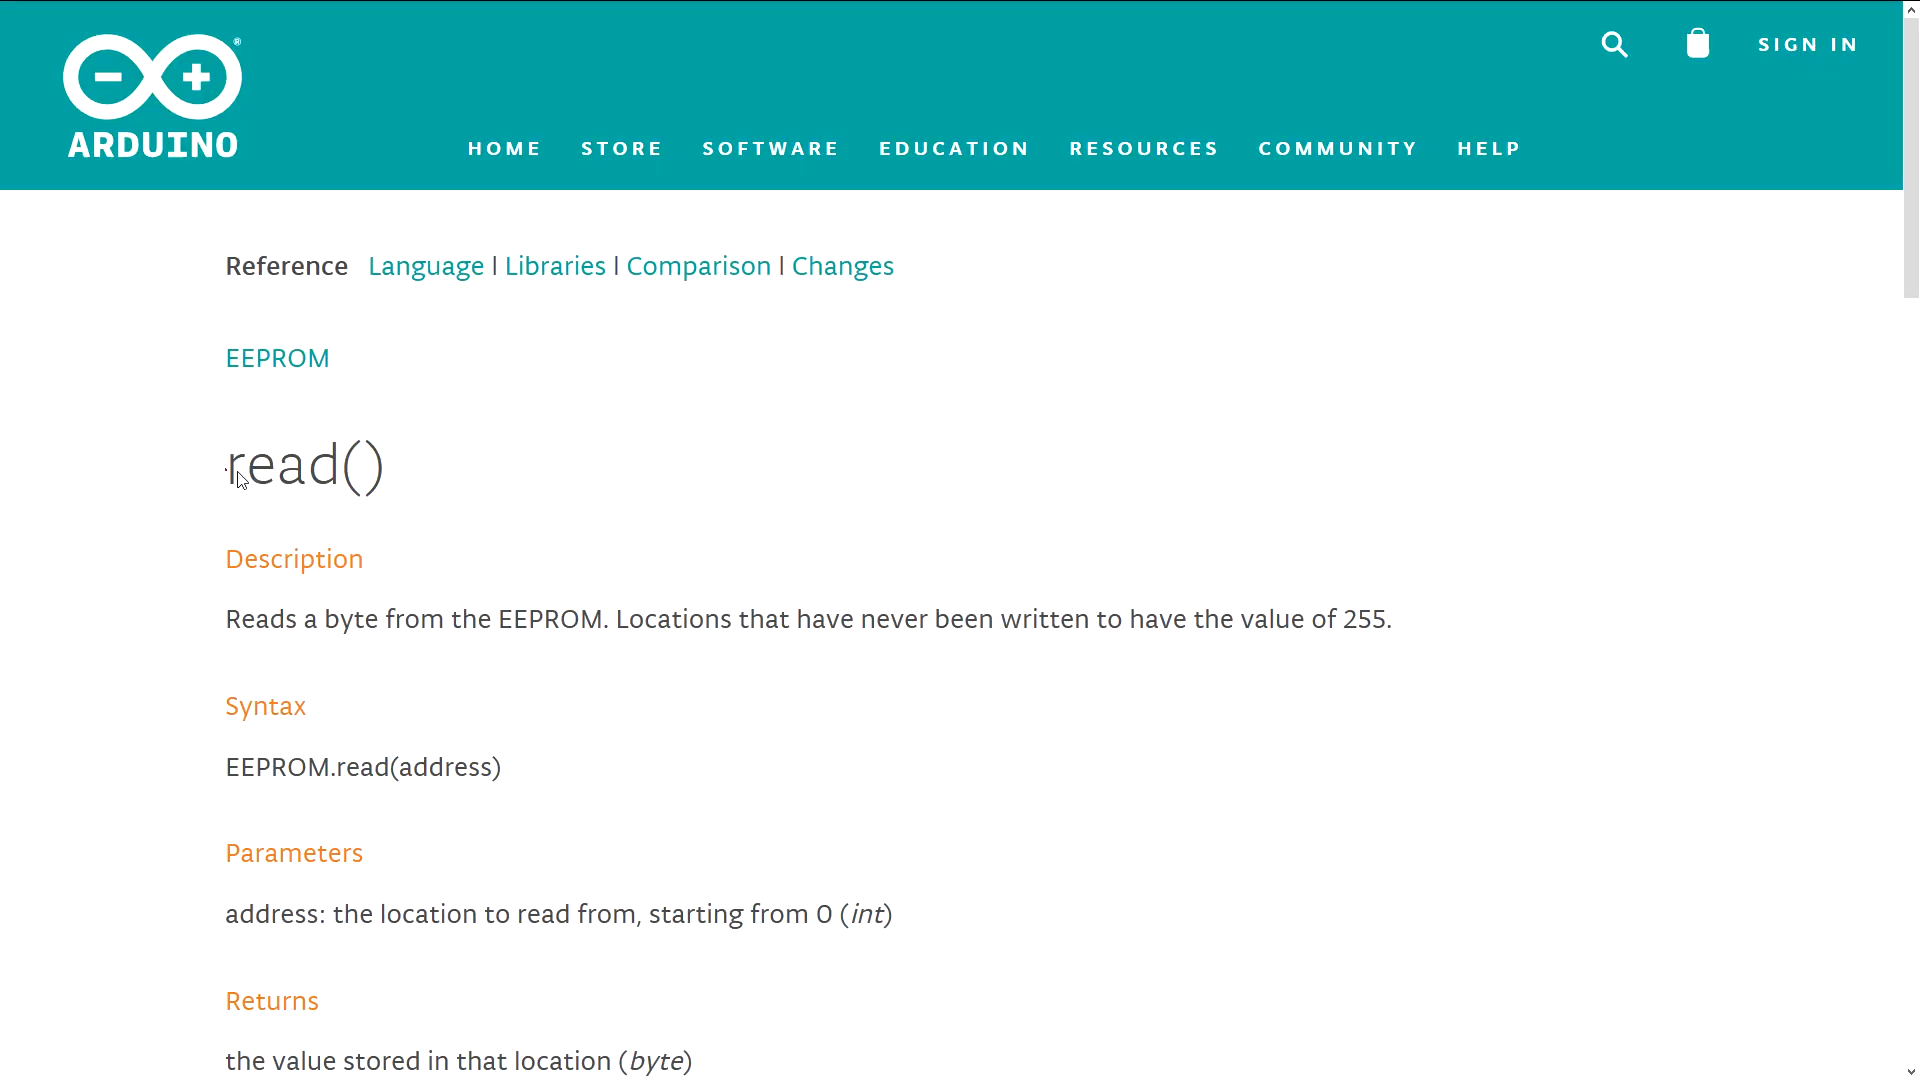 ARDUINO
SIGN IN
HOME STORE SOFTWARE EDUCATION RESOURCES COMMUNITY HELP
Reference Language | Libraries | Comparison | Changes
EEPROM
read()
Description
Reads a byte from the EEPROM. Locations that have never been written to have the value of 255.
Syntax
EEPROM.read(address)
Parameters
address: the location to read from, starting from 0 (int)
Returns
the value stored in that location (byte)